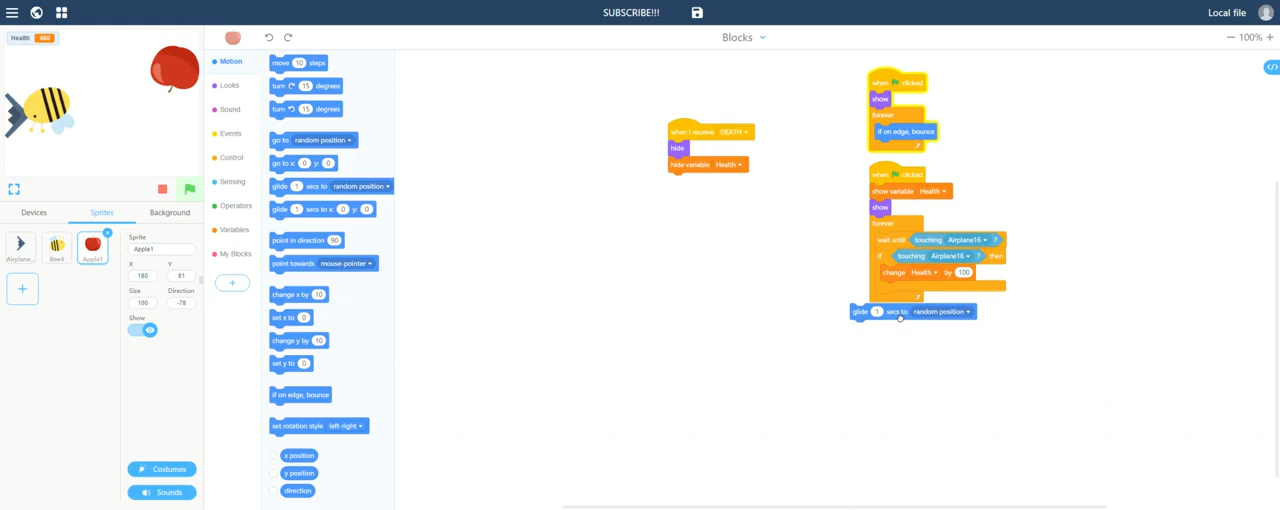 SUBSCRIBE!!!
Local file
Health 480
Blocks
100%
Motion
Looks
Sound
Events
Control
Sensing
Operators
Variables
My Blocks
move 10 steps
turn 15 degrees
turn 15 degrees
go to random position
go to x: 0 y: 0
glide 1 secs to random position
glide 1 secs to x: 0 y: 0
point in direction 90
point towards mouse-pointer
change x by 10
set x to 0
change y by 10
set y to 0
if on edge, bounce
set rotation style left-right
x position
y position
direction
when I receive DEATH
hide
hide variable Health
when clicked
show
forever
if on edge, bounce
when clicked
show variable Health
show
forever
wait until touching Airplane16 ?
if touching Airplane16 ? then
change Health by 100
glide 1 secs to random position
Devices
Sprites
Background
Airplane...
Bee4
Apple1
Sprite
Apple1
X Y
180 81
Size Direction
100 -78
Show
Costumes
Sounds